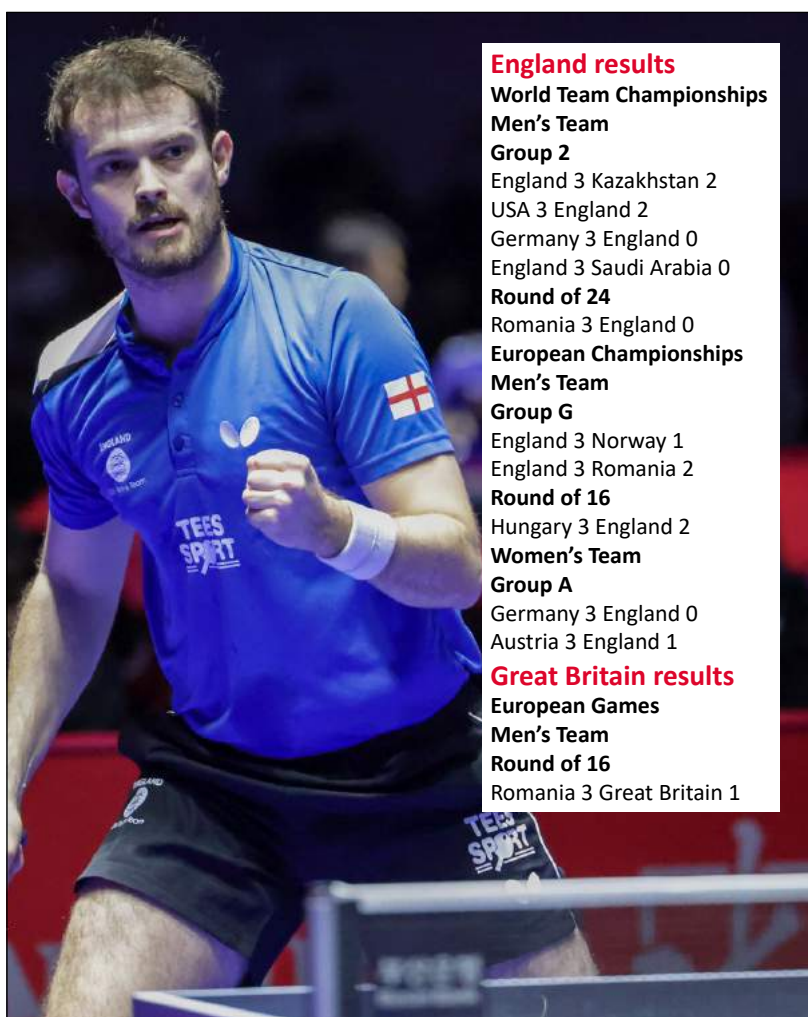 England results
World Team Championships
Men's Team
Group 2
England 3 Kazakhstan 2
USA 3 England 2
Germany 3 England 0
England 3 Saudi Arabia 0
Round of 24
Romania 3 England 0
European Championships
Men's Team
Group G
England 3 Norway 1
England 3 Romania 2
Round of 16
Hungary 3 England 2
Women's Team
Group A
Germany 3 England 0
Austria 3 England 1
Great Britain results
European Games
Men's Team
Round of 16
Romania 3 Great Britain 1
ENGLAND
Team
TEES
SPORT
ENGLAND
TEES
SPORT